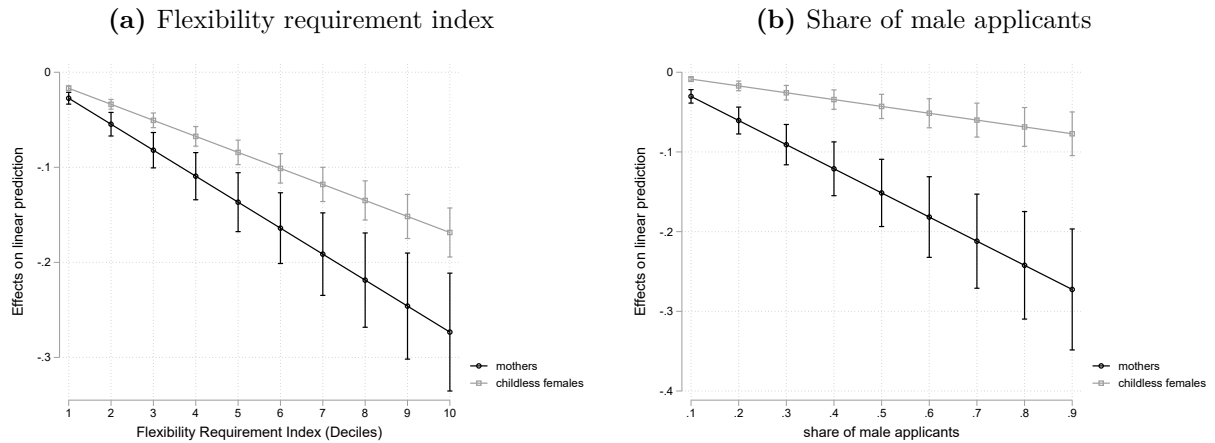 (a) Flexibility requirement index
0
-.1
-.2
-.3
Effects on linear prediction
1 2 3 4 5 6 7 8 9 10
Flexibility Requirement Index (Deciles)
mothers
childless females
(b) Share of male applicants
0
-.1
-.2
-.3
-.4
Effects on linear prediction
.1 .2 .3 .4 .5 .6 .7 .8 .9
share of male applicants
mothers
childless females